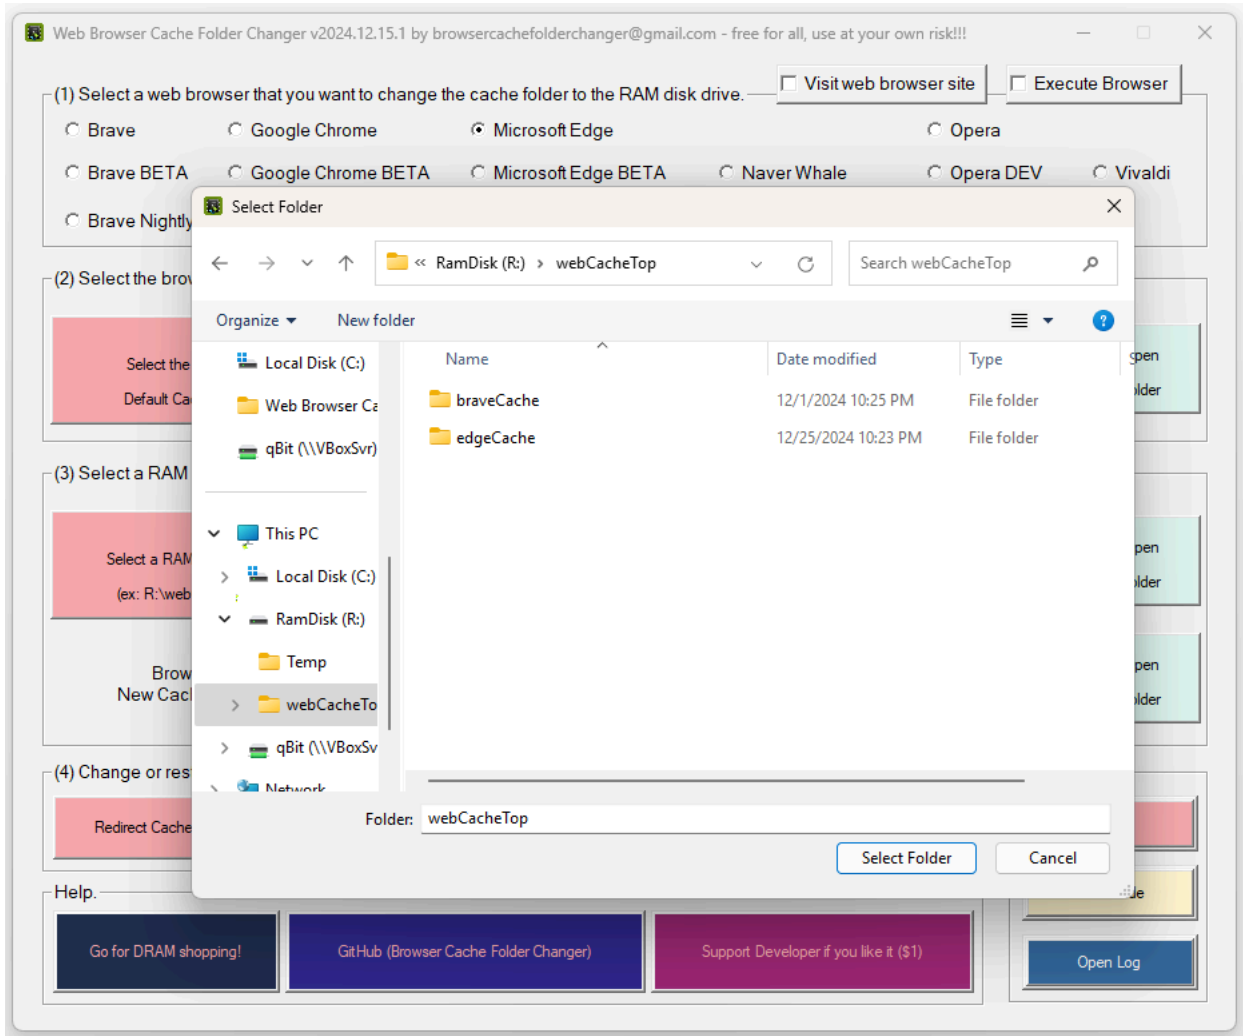 Web Browser Cache Folder Changer v2024.12.15.1 by browsercachefolderchanger@gmail.com - free for all, use at your own risk!!!
Visit web browser site
Execute Browser
(1) Select a web browser that you want to change the cache folder to the RAM disk drive.
Brave
Google Chrome
Microsoft Edge
Opera
Brave BETA
Google Chrome BETA
Microsoft Edge BETA
Naver Whale
Opera DEV
Vivaldi
Brave Nightly
Select Folder
« RamDisk (R:) › webCacheTop
Search webCacheTop
(2) Select the brow
Organize
New folder
Select the
Default Ca
Local Disk (C:)
Web Browser Ca
qBit (\\VBoxSvr)
Name
Date modified
Type
braveCache
12/1/2024 10:25 PM
File folder
edgeCache
12/25/2024 10:23 PM
File folder
pen
lder
(3) Select a RAM
Select a RAM
(ex: R:\web
This PC
Local Disk (C:)
RamDisk (R:)
Temp
webCacheTo
qBit (\\VBoxSv
Network
pen
lder
Brow
New Cach
pen
lder
(4) Change or res
Redirect Cache
Folder:
webCacheTop
Select Folder
Cancel
Help.
Go for DRAM shopping!
GitHub (Browser Cache Folder Changer)
Support Developer if you like it ($1)
Open Log